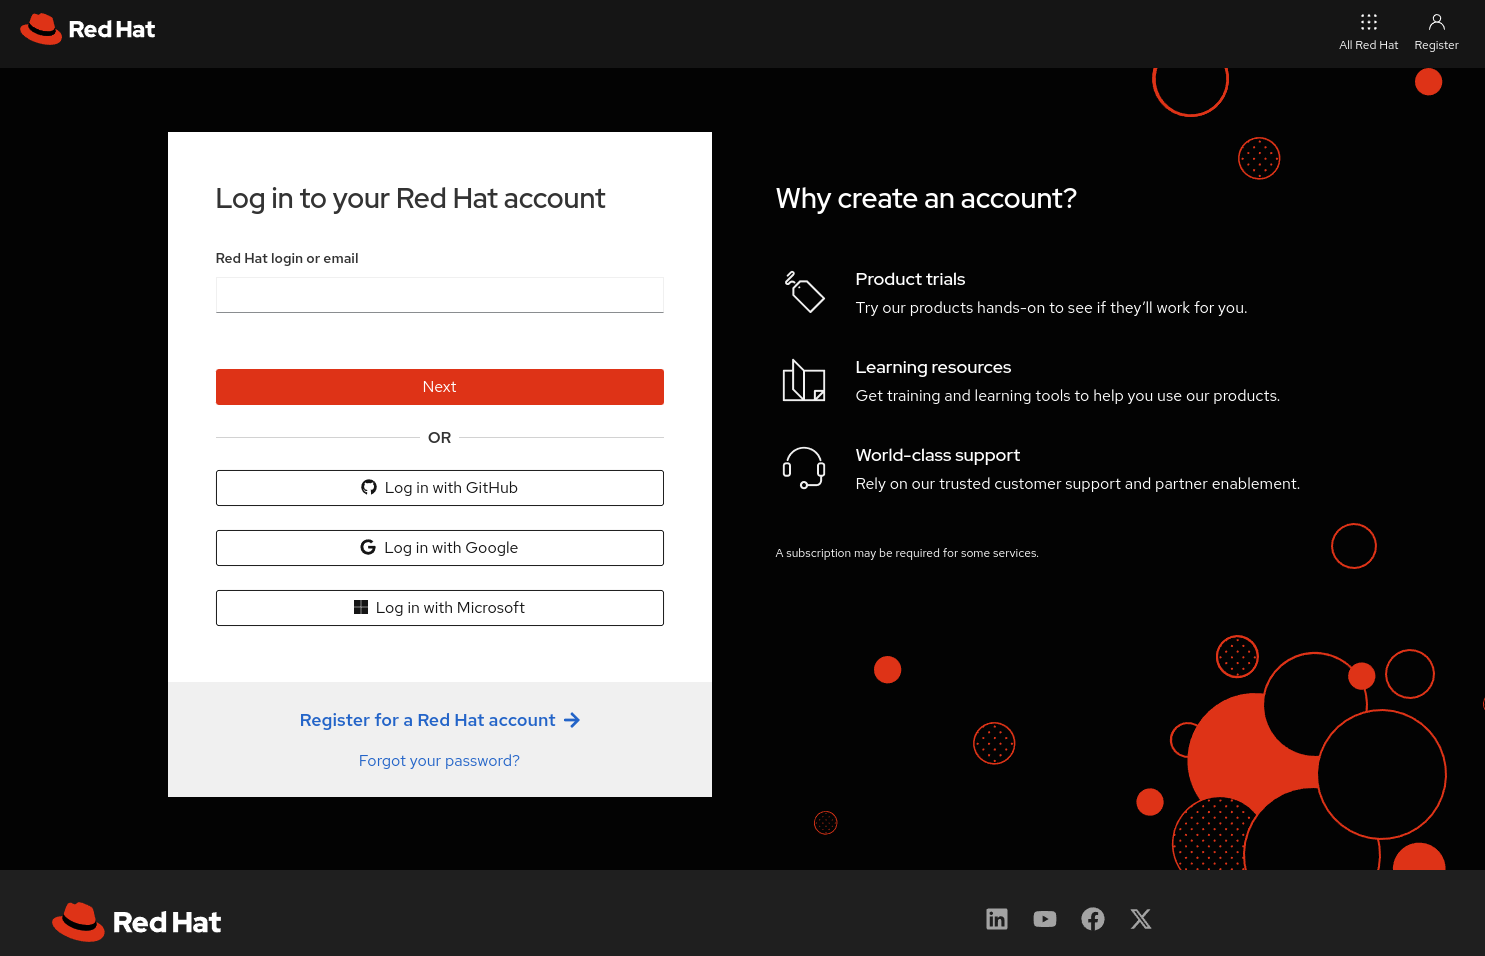 Red Hat
All Red Hat
Register
Log in to your Red Hat account
Red Hat login or email
Next
OR
Log in with GitHub
Log in with Google
Log in with Microsoft
Register for a Red Hat account
Forgot your password?
Why create an account?
Product trials
Try our products hands-on to see if they’ll work for you.
Learning resources
Get training and learning tools to help you use our products.
World-class support
Rely on our trusted customer support and partner enablement.
A subscription may be required for some services.
Red Hat